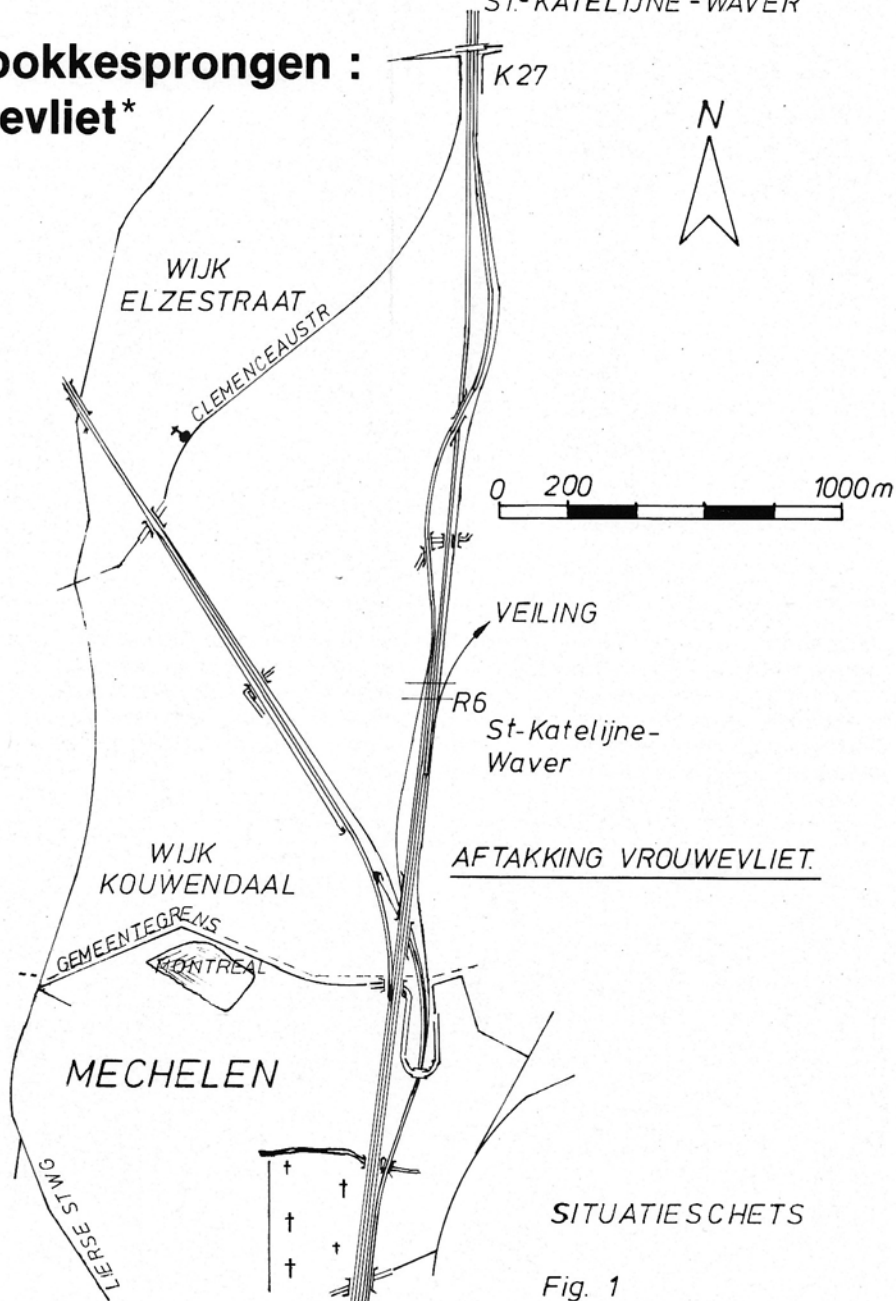 ST.-KATELIJNE-WAVER
bokkesprongen :
evliet*
K27
N
WIJK
ELZESTRAAT
CLEMENCEAUSTR
0 200 1000m
VEILING
R6
St-Katelijne-
Waver
AFTAKKING VROUWEVLIET.
WIJK
KOUWENDAAL
GEMEENTEGRENS
MONTREAL
MECHELEN
LIERSE STWG
SITUATIESCHETS
Fig. 1